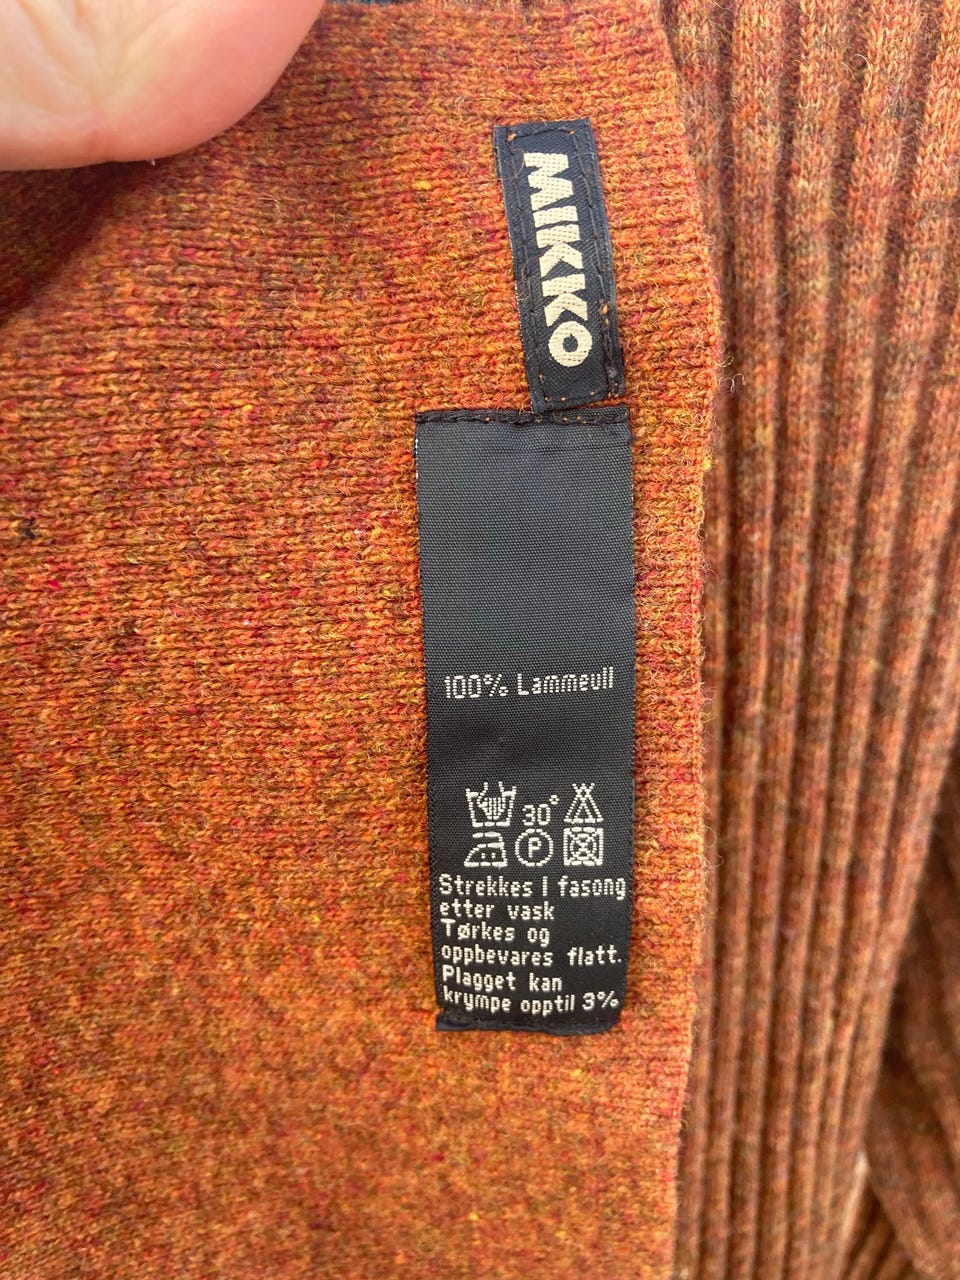 MIKKO
100% Lammeull
30°
P
Strekkes i fasong
etter vask
Tørkes og
oppbevares flatt.
Plagget kan
krympe opptil 3%